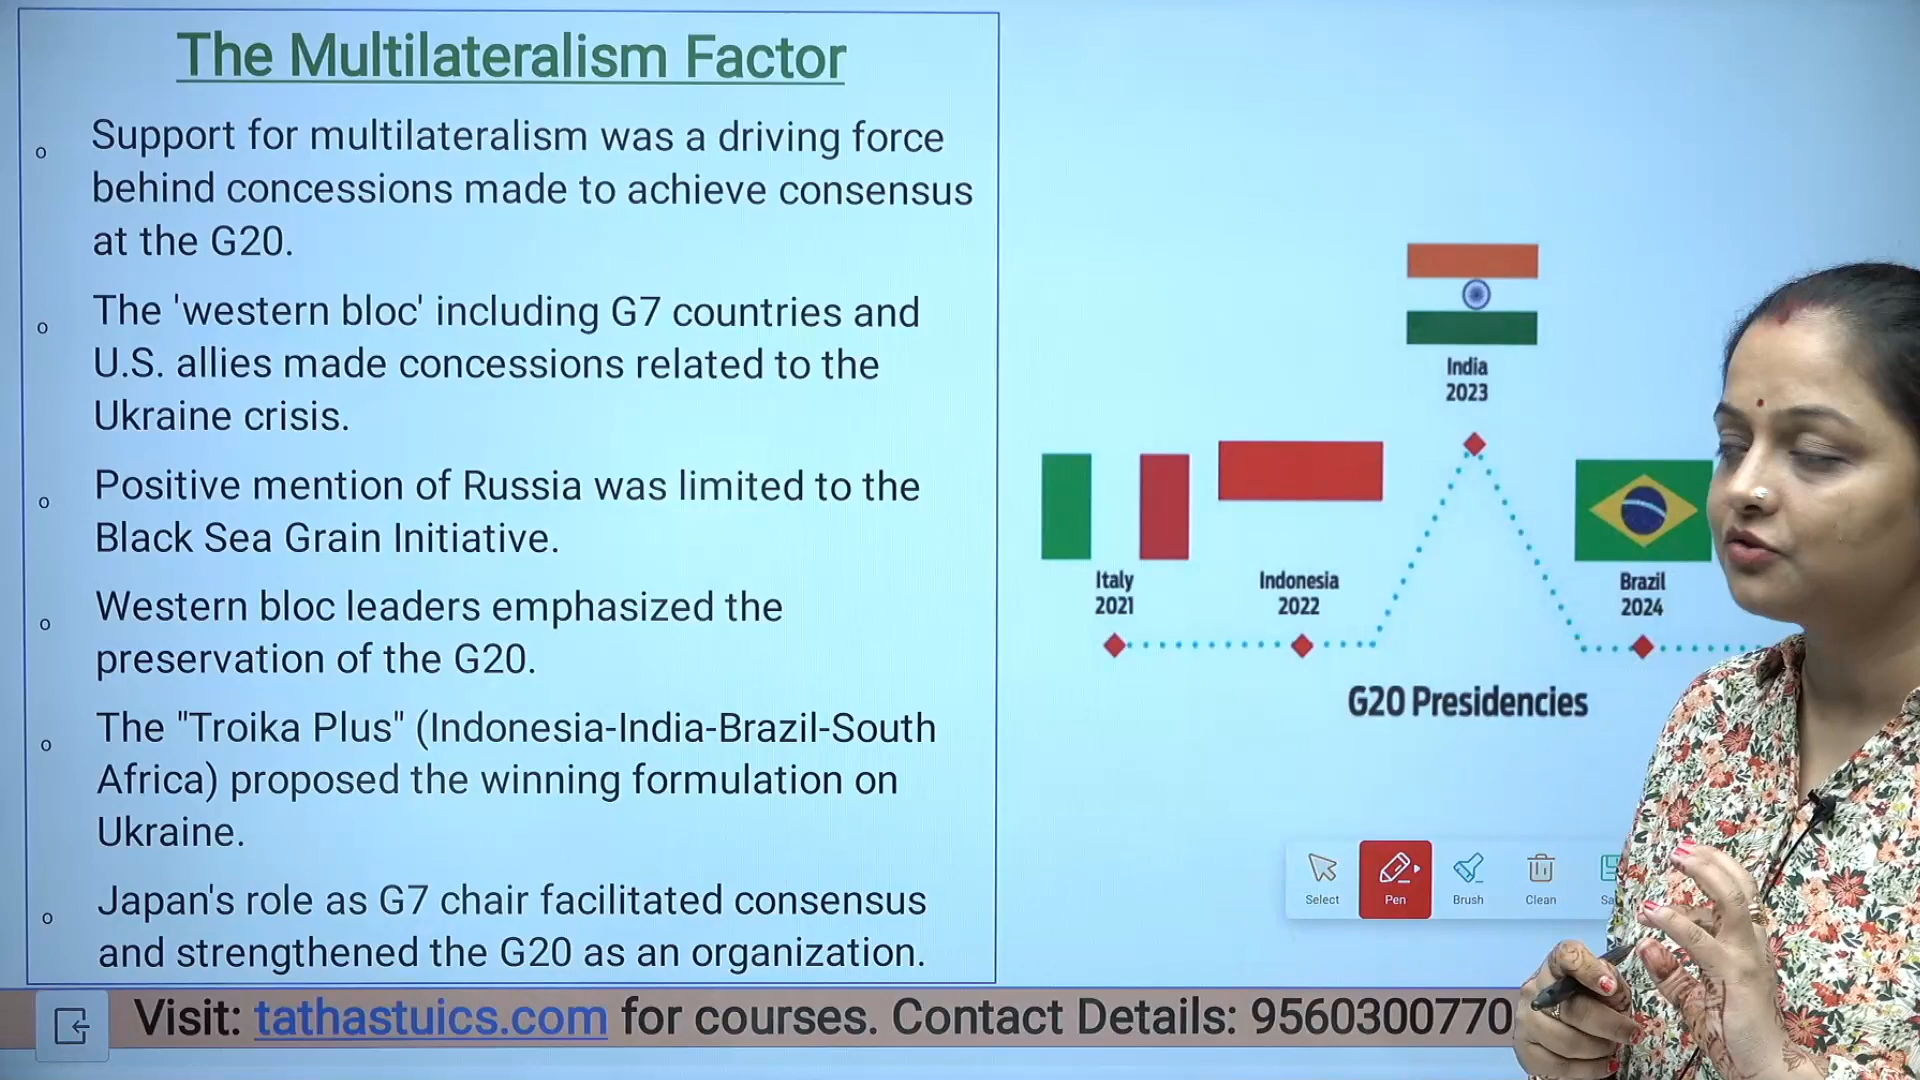 The Multilateralism Factor
o Support for multilateralism was a driving force
behind concessions made to achieve consensus
at the G20.
o The 'western bloc' including G7 countries and
U.S. allies made concessions related to the
Ukraine crisis.
o Positive mention of Russia was limited to the
Black Sea Grain Initiative.
o Western bloc leaders emphasized the
preservation of the G20.
o The "Troika Plus" (Indonesia-India-Brazil-South
Africa) proposed the winning formulation on
Ukraine.
o Japan's role as G7 chair facilitated consensus
and strengthened the G20 as an organization.
India
2023
Italy
2021
Indonesia
2022
Brazil
2024
G20 Presidencies
Select Pen Brush Clean
Visit: tathastuics.com for courses. Contact Details: 9560300770